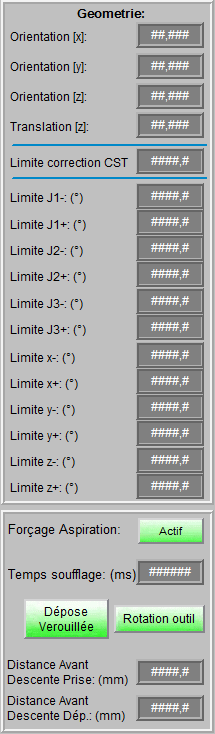 Geometrie:
Orientation [x]: ##,###
Orientation [y]: ##,###
Orientation [z]: ##,###
Translation [z]: ##,###
Limite correction CST ####,#
Limite J1-: (°) ####,#
Limite J1+: (°) ####,#
Limite J2-: (°) ####,#
Limite J2+: (°) ####,#
Limite J3-: (°) ####,#
Limite J3+: (°) ####,#
Limite x-: (°) ####,#
Limite x+: (°) ####,#
Limite y-: (°) ####,#
Limite y+: (°) ####,#
Limite z-: (°) ####,#
Limite z+: (°) ####,#
Forçage Aspiration: Actif
Temps soufflage: (ms) ######
Dépose
Verouillée
Rotation outil
Distance Avant
Descente Prise: (mm) ####,#
Distance Avant
Descente Dép.: (mm) ####,#